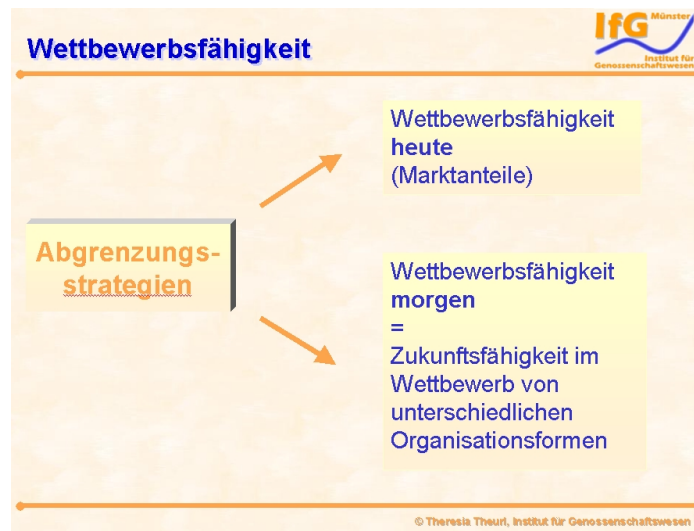 Wettbewerbsfähigkeit
IfG Münster
Institut für
Genossenschaftswesen
Wettbewerbsfähigkeit
heute
(Marktanteile)
Abgrenzungs-
strategien
Wettbewerbsfähigkeit
morgen
=
Zukunftsfähigkeit im
Wettbewerb von
unterschiedlichen
Organisationsformen
© Theresia Theurl, Institut für Genossenschaftswesen